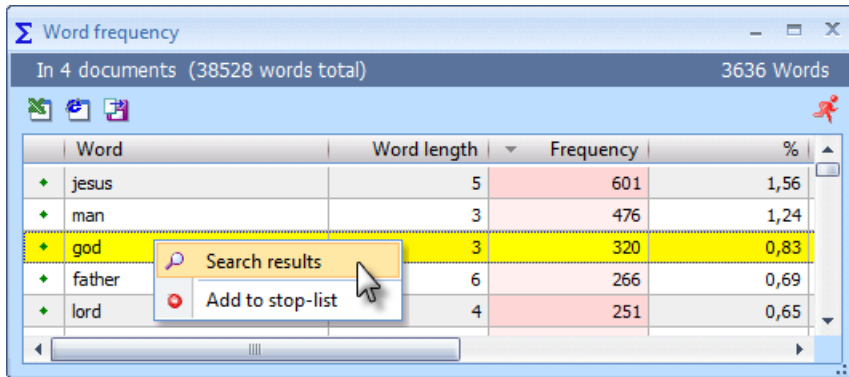 Σ Word frequency
In 4 documents (38528 words total) 3636 Words
Word Word length Frequency %
jesus 5 601 1,56
man 3 476 1,24
god 3 320 0,83
Search results
father 6 266 0,69
Add to stop-list
lord 4 251 0,65